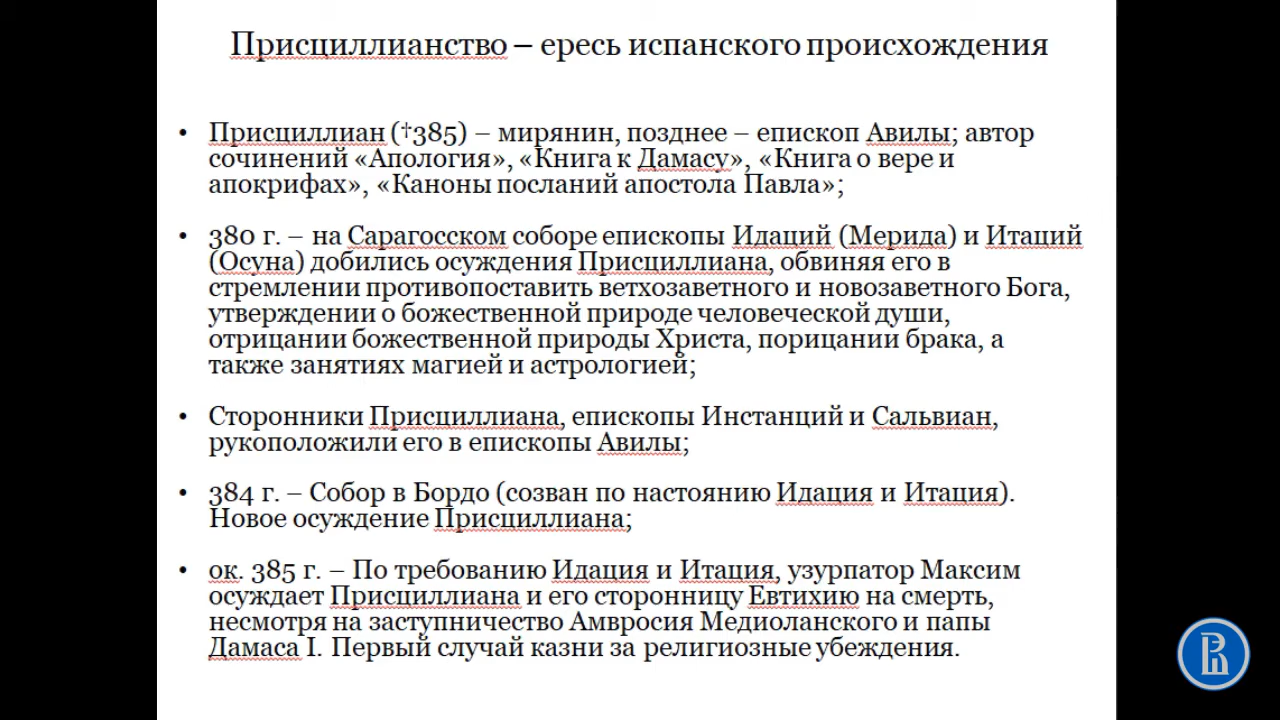 Присциллианство – ересь испанского происхождения
• Присциллиан (†385) – мирянин, позднее – епископ Авилы; автор
сочинений «Апология», «Книга к Дамасу», «Книга о вере и
апокрифах», «Каноны посланий апостола Павла»;
• 380 г. – на Сарагосском соборе епископы Идаций (Мерида) и Итаций
(Осуна) добились осуждения Присциллиана, обвиняя его в
стремлении противопоставить ветхозаветного и новозаветного Бога,
утверждении о божественной природе человеческой души,
отрицании божественной природы Христа, порицании брака, а
также занятиях магией и астрологией;
• Сторонники Присциллиана, епископы Инстанций и Сальвиан,
рукоположили его в епископы Авилы;
• 384 г. – Собор в Бордо (созван по настоянию Идация и Итация).
Новое осуждение Присциллиана;
• ок. 385 г. – По требованию Идация и Итация, узурпатор Максим
осуждает Присциллиана и его сторонницу Евтихию на смерть,
несмотря на заступничество Амвросия Медиоланского и папы
Дамаса I. Первый случай казни за религиозные убеждения.